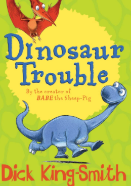 Dinosaur
Trouble
By the creator of
BABE the Sheep-Pig
Dick King-Smith